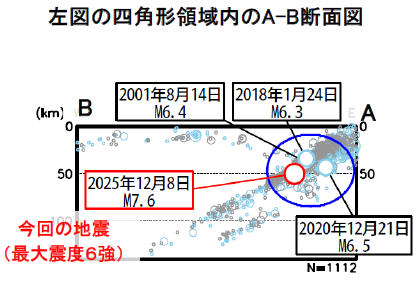 左図の四角形領域内のA-B断面図
2001年8月14日
M6.4
2018年1月24日
M6.3
(km)
B
A
0
0
50
50
2025年12月8日
M7.6
今回の地震
(最大震度6強)
2020年12月21日
M6.5
N=1112